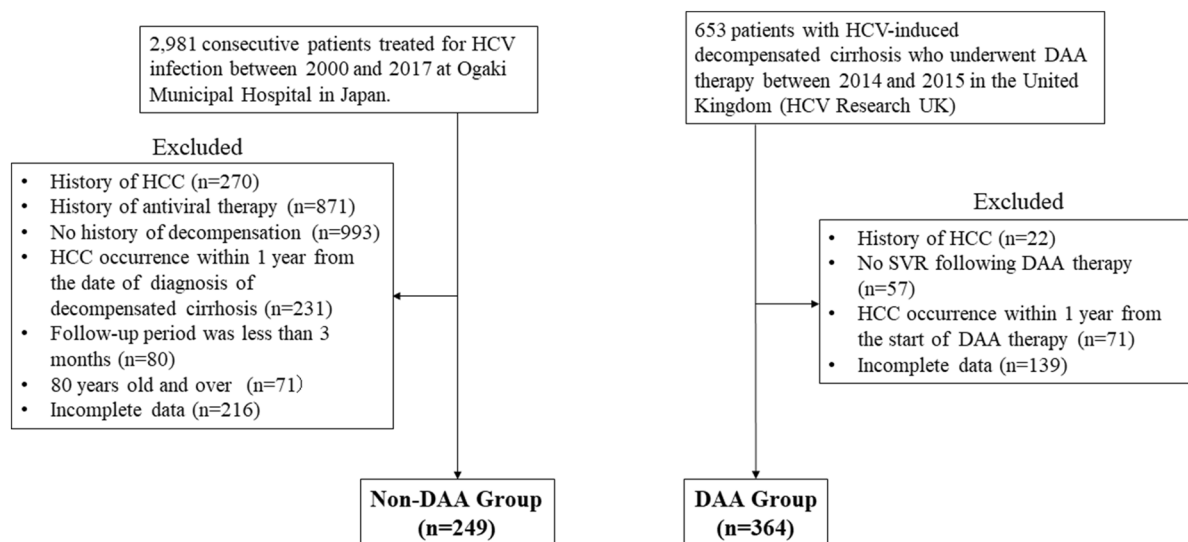 2,981 consecutive patients treated for HCV
infection between 2000 and 2017 at Ogaki
Municipal Hospital in Japan.
Excluded
• History of HCC (n=270)
• History of antiviral therapy (n=871)
• No history of decompensation (n=993)
• HCC occurrence within 1 year from
the date of diagnosis of
decompensated cirrhosis (n=231)
• Follow-up period was less than 3
months (n=80)
• 80 years old and over (n=71)
• Incomplete data (n=216)
Non-DAA Group
(n=249)
653 patients with HCV-induced
decompensated cirrhosis who underwent DAA
therapy between 2014 and 2015 in the United
Kingdom (HCV Research UK)
Excluded
• History of HCC (n=22)
• No SVR following DAA therapy
(n=57)
• HCC occurrence within 1 year from
the start of DAA therapy (n=71)
• Incomplete data (n=139)
DAA Group
(n=364)